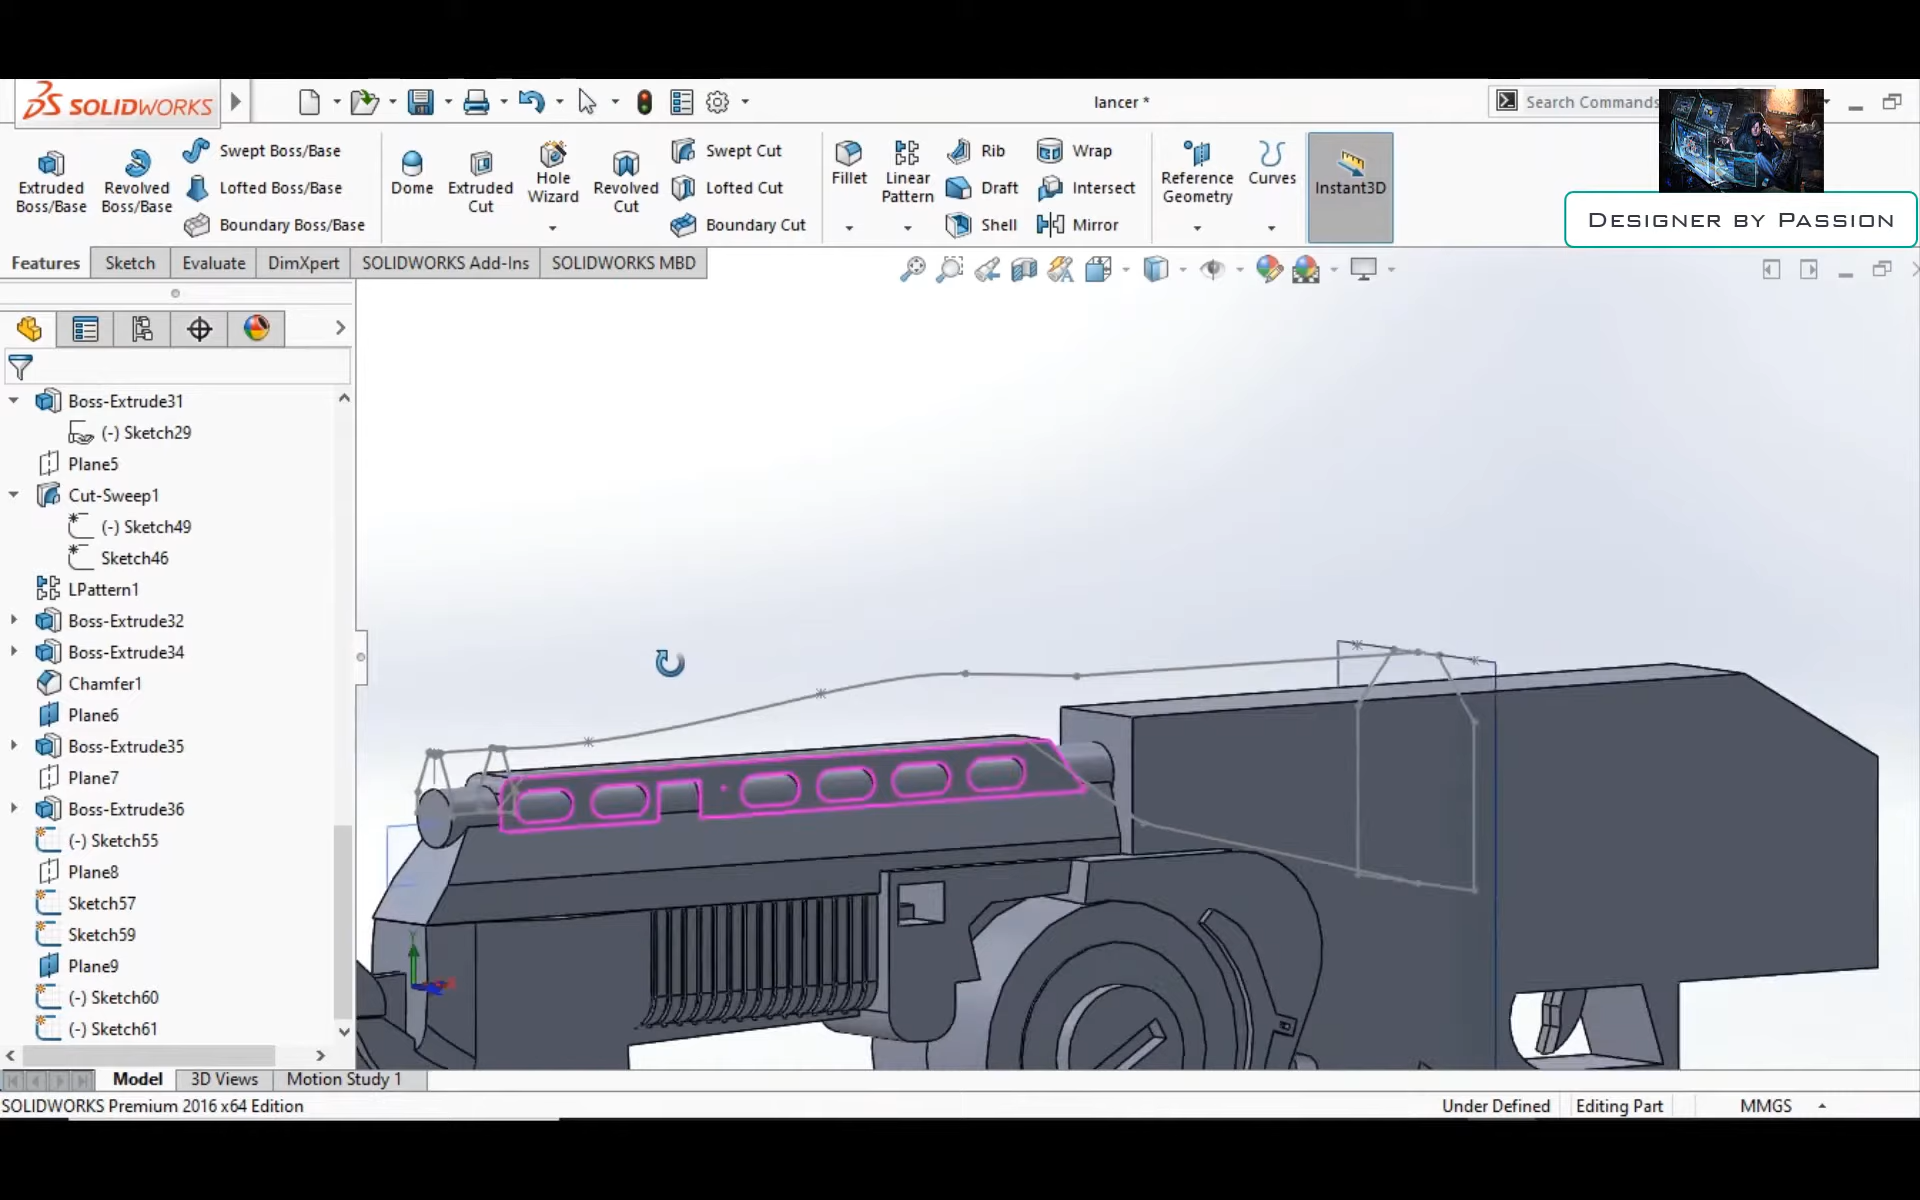 SOLIDWORKS
lancer *
Search Commands
DESIGNER BY PASSION
Extruded Boss/Base
Revolved Boss/Base
Swept Boss/Base
Lofted Boss/Base
Boundary Boss/Base
Dome
Extruded Cut
Hole Wizard
Revolved Cut
Swept Cut
Lofted Cut
Boundary Cut
Fillet
Linear Pattern
Rib
Draft
Shell
Wrap
Intersect
Mirror
Reference Geometry
Curves
Instant3D
Features
Sketch
Evaluate
DimXpert
SOLIDWORKS Add-Ins
SOLIDWORKS MBD
Boss-Extrude31
(-) Sketch29
Plane5
Cut-Sweep1
(-) Sketch49
Sketch46
LPattern1
Boss-Extrude32
Boss-Extrude34
Chamfer1
Plane6
Boss-Extrude35
Plane7
Boss-Extrude36
(-) Sketch55
Plane8
Sketch57
Sketch59
Plane9
(-) Sketch60
(-) Sketch61
Model
3D Views
Motion Study 1
SOLIDWORKS Premium 2016 x64 Edition
Under Defined
Editing Part
MMGS